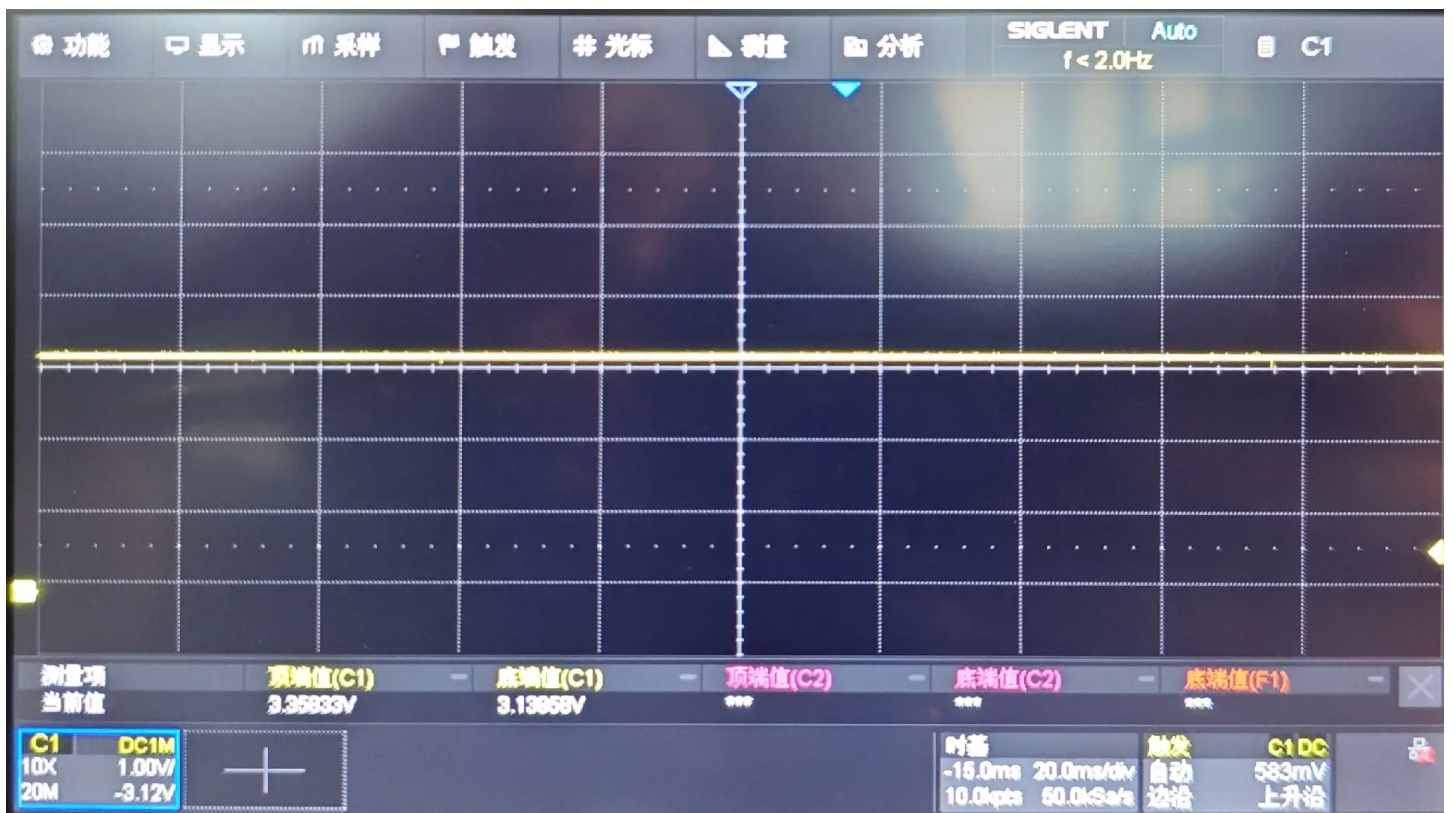 功能 显示 采样 触发 光标 测量 分析 SIGLENT Auto C1
f < 2.0Hz
测量项 顶端值(C1) 底端值(C1) 顶端值(C2) 底端值(C2) 底端值(F1)
当前值 3.35933V 3.13958V *** *** ***
C1 DC1M 时基 触发 C1 DC
10X 1.00V/ -15.0ms 20.0ms/div 自动 583mV
20M -3.12V 10.0kpts 50.0kSa/s 边沿 上升沿